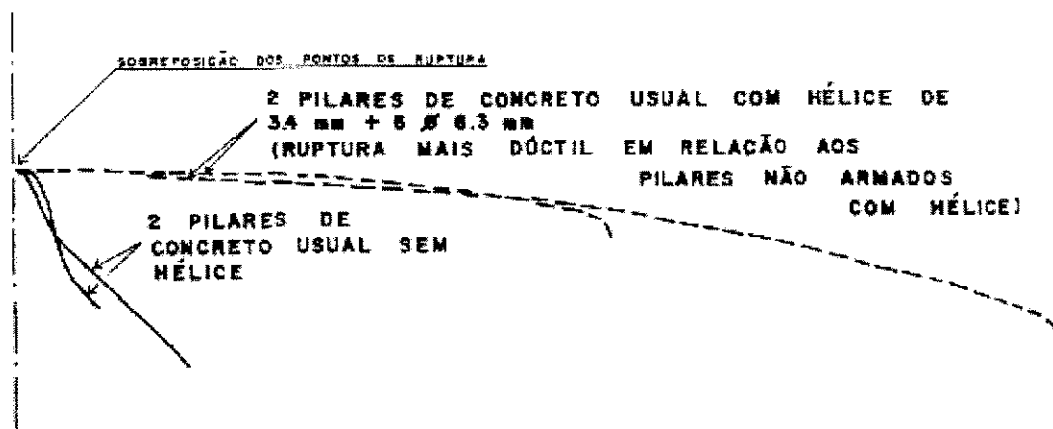 SOBREPOSIÇÃO DOS PONTOS DE RUPTURA
2 PILARES DE CONCRETO USUAL COM HÉLICE DE
3.4 mm + 6 Ø 6.3 mm
(RUPTURA MAIS DÚCTIL EM RELAÇÃO AOS
PILARES NÃO ARMADOS
COM HÉLICE)
2 PILARES DE
CONCRETO USUAL SEM
HÉLICE